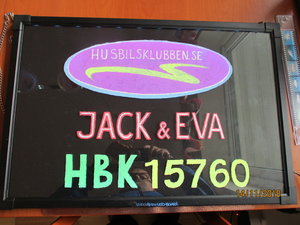 HUSBILSKLUBBEN.SE
JACK & EVA
HBK 15760